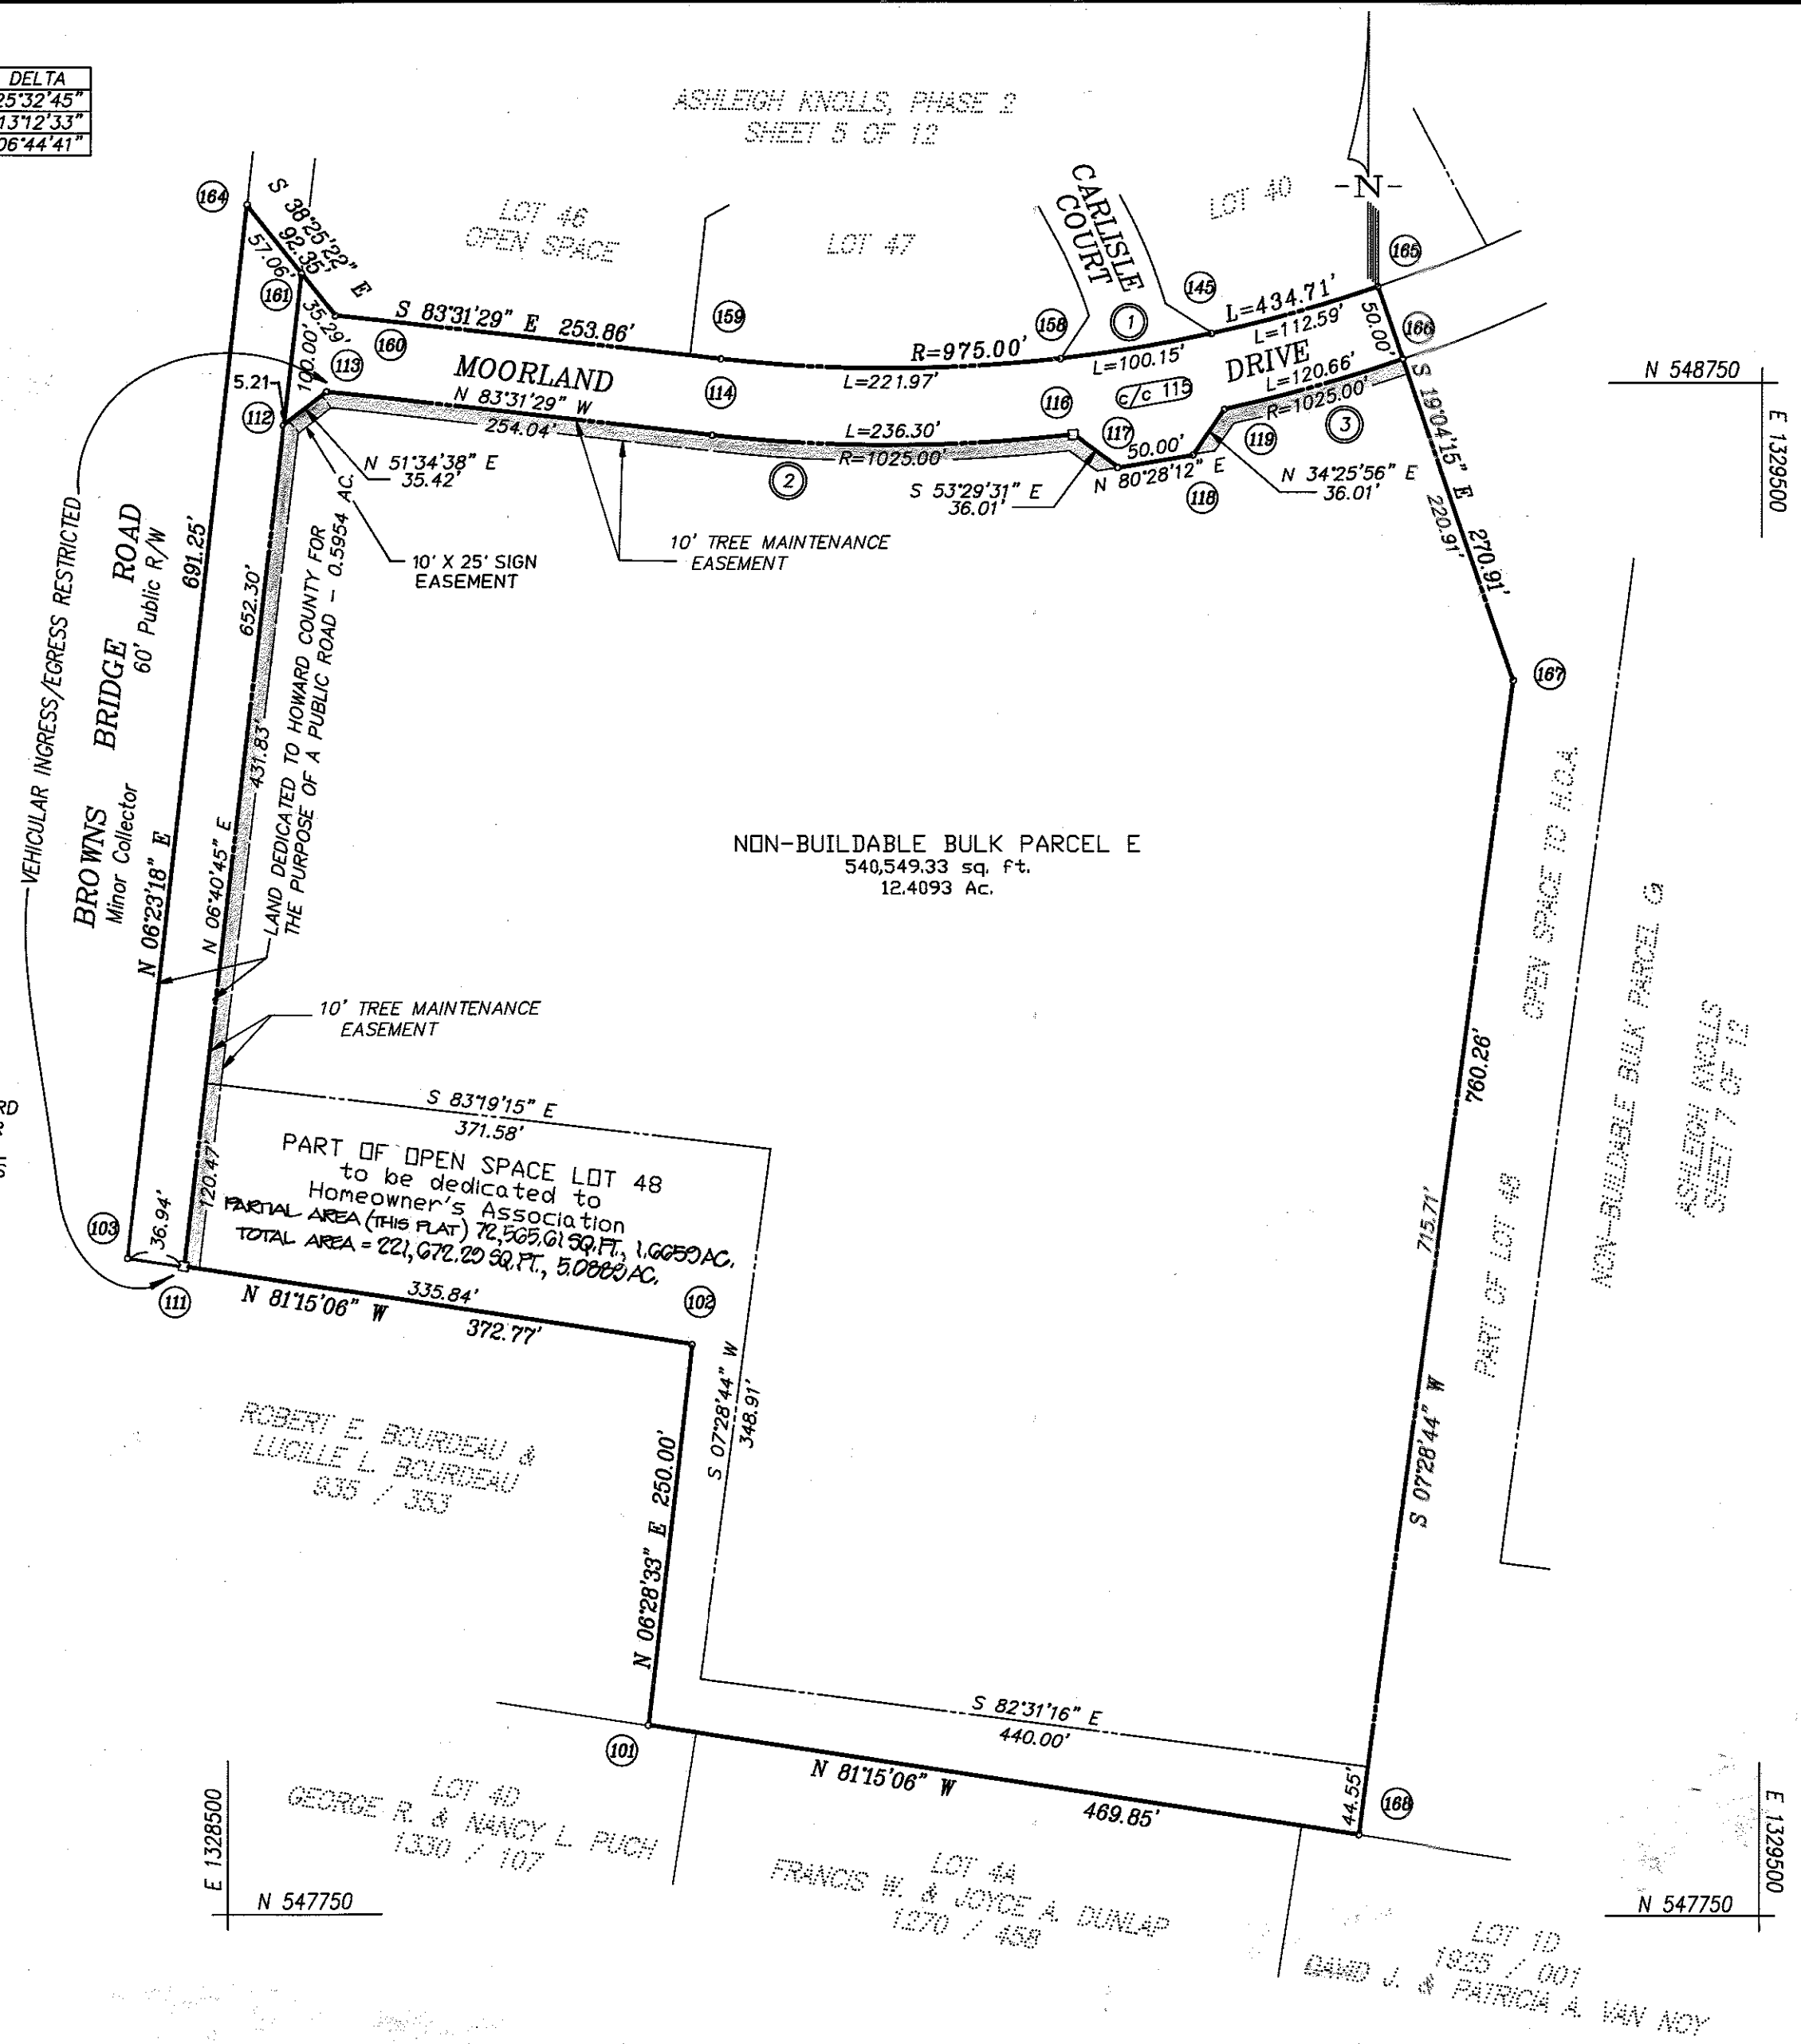 DELTA
25°32'45"
13°12'33"
06°44'41"
ASHLEIGH KNOLLS, PHASE 2
SHEET 5 OF 12
-N-
164
S 38°25'22" E
92.35'
57.06'
161
35.29'
100.00'
LOT 46
OPEN SPACE
LOT 47
CARLISLE
COURT
LOT 40
165
145
L=434.71'
1
L=112.59'
50.00'
166
S 83°31'29" E 253.86'
159
160
158
R=975.00'
L=221.97'
L=100.15'
DRIVE
L=120.66'
R=1025.00'
3
N 548750
E 1329500
113
MOORLAND
N 83°31'29" W
254.04'
114
116
c/c 115
5.21
112
L=236.30'
R=1025.00'
2
117
50.00'
N 80°28'12" E
118
119
N 34°25'56" E
36.01'
S 53°29'31" E
36.01'
N 51°34'38" E
35.42'
S 19°04'15" E
270.91'
220.91'
10' X 25' SIGN
EASEMENT
10' TREE MAINTENANCE
EASEMENT
167
VEHICULAR INGRESS/EGRESS RESTRICTED
BROWNS BRIDGE ROAD
Minor Collector
60' Public R/W
691.25'
N 06°23'18" E
652.30'
431.83'
N 06°40'45" E
LAND DEDICATED TO HOWARD COUNTY FOR
THE PURPOSE OF A PUBLIC ROAD - 0.5954 AC.
NON-BUILDABLE BULK PARCEL E
540,549.33 sq. ft.
12.4093 Ac.
760.26'
715.71'
S 07°28'44" W
OPEN SPACE TO H.O.A.
PART OF LOT 48
NON-BUILDABLE BULK PARCEL G
ASHLEIGH KNOLLS
SHEET 7 OF 12
10' TREE MAINTENANCE
EASEMENT
RD
S 83°19'15" E
371.58'
PART OF OPEN SPACE LOT 48
to be dedicated to
Homeowner's Association
PARTIAL AREA (THIS PLAT) 72,565.61 SQ.FT., 1.6659 AC.
TOTAL AREA = 221,672.29 SQ.FT., 5.0889 AC.
120.47'
103
36.94'
111
N 81°15'06" W
335.84'
372.77'
102
S 07°28'44" W
348.91'
N 06°28'33" E 250.00'
ROBERT E. BOURDEAU &
LUCILLE L. BOURDEAU
935 / 353
S 82°31'16" E
440.00'
101
N 81°15'06" W
469.85'
44.55'
168
E 1328500
N 547750
LOT 4D
GEORGE R. & NANCY L. PUCH
1330 / 107
LOT 4A
FRANCIS W. & JOYCE A. DUNLAP
1270 / 458
LOT 1D
1925 / 001
DAVID J. & PATRICIA A. VAN NOY
E 1329500
N 547750